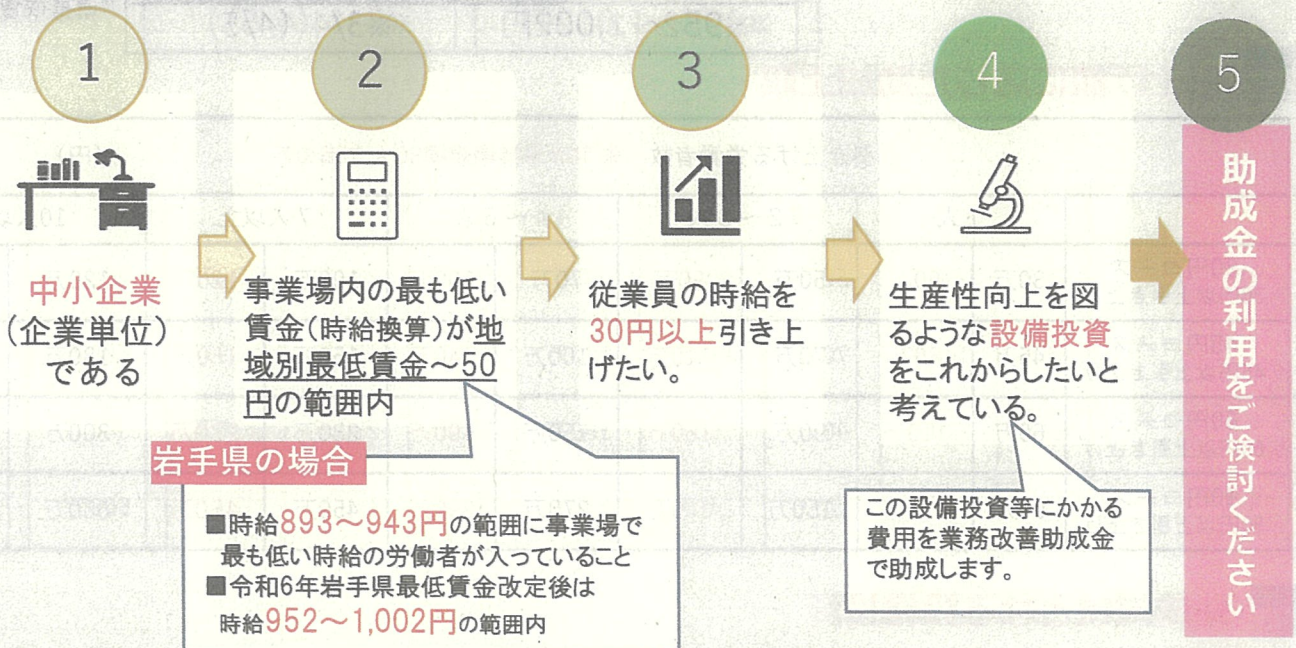 1
2
3
4
5
中小企業
（企業単位）
である
事業場内の最も低い
賃金（時給換算）が地
域別最低賃金～50
円の範囲内
従業員の時給を
30円以上引き上
げたい。
生産性向上を図
るような設備投資
をこれからしたいと
考えている。
助成金の利用をご検討ください
岩手県の場合
■時給893～943円の範囲に事業場で
最も低い時給の労働者が入っていること
■令和6年岩手県最低賃金改定後は
時給952～1,002円の範囲内
この設備投資等にかかる
費用を業務改善助成金
で助成します。